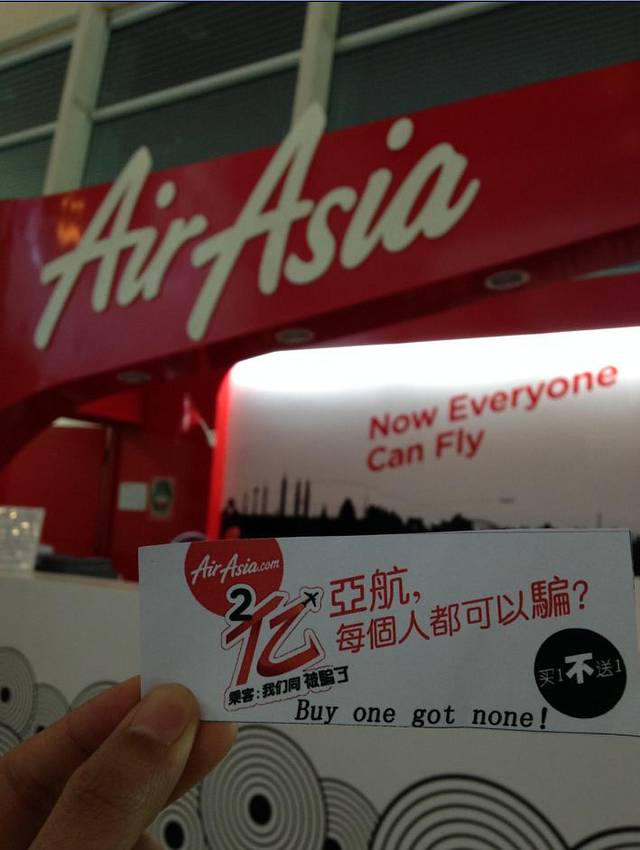 AirAsia
Now Everyone
Can Fly
AirAsia.com
2
亿
乘客:我们同被騙了
亞航,
每個人都可以騙?
买1不送1
Buy one got none!